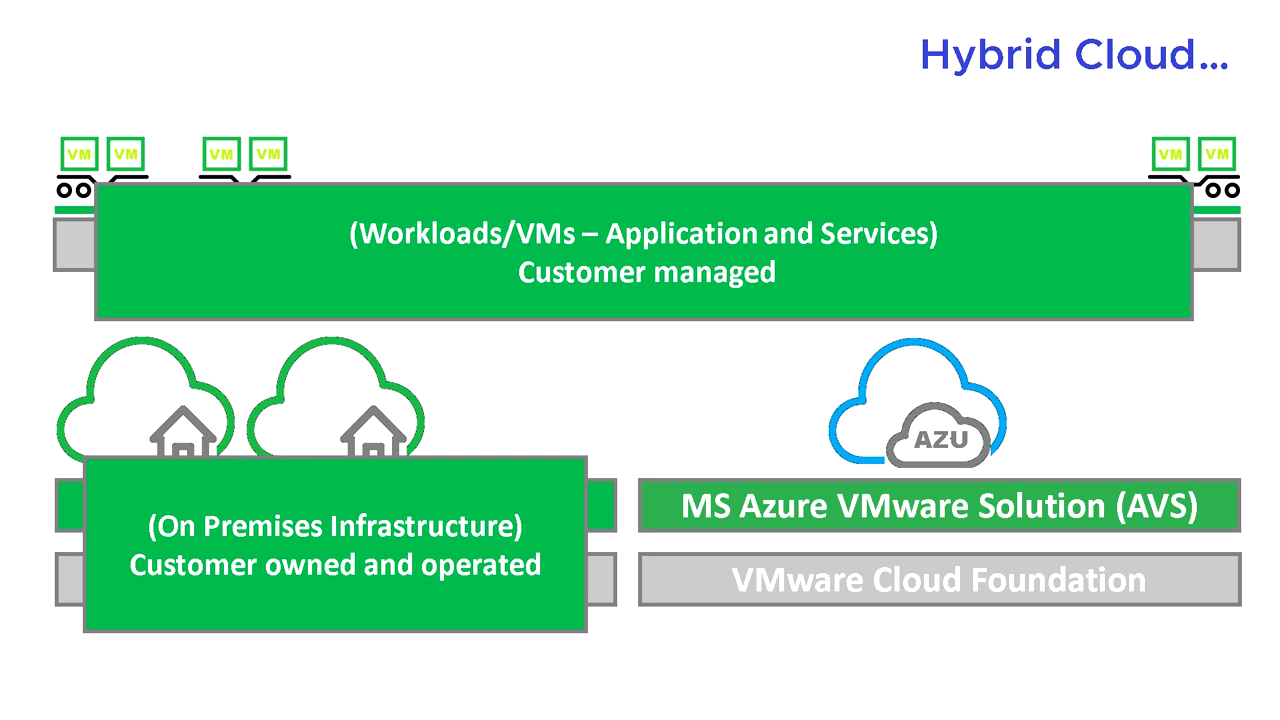 Hybrid Cloud...
VM VM VM VM VM VM
(Workloads/VMs – Application and Services)
Customer managed
AZU
(On Premises Infrastructure)
Customer owned and operated
MS Azure VMware Solution (AVS)
VMware Cloud Foundation